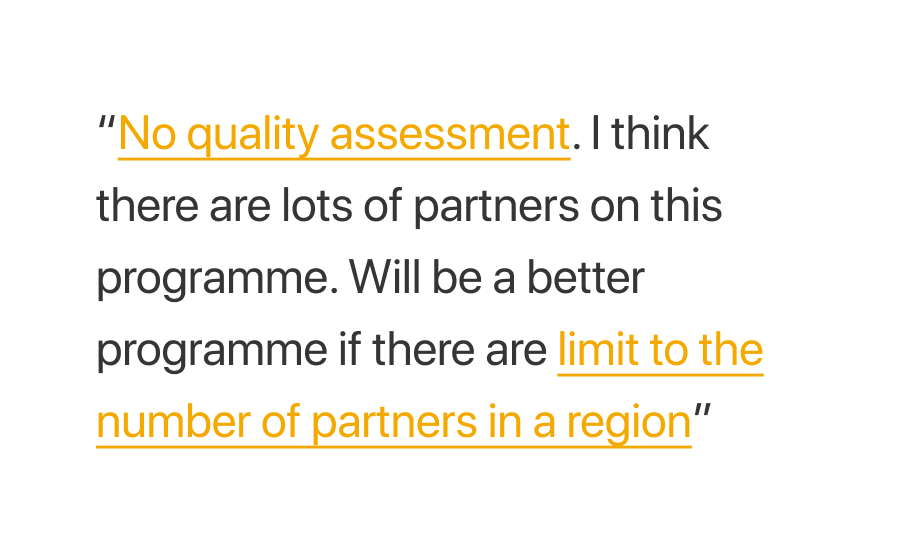 “No quality assessment. I think
there are lots of partners on this
programme. Will be a better
programme if there are limit to the
number of partners in a region”